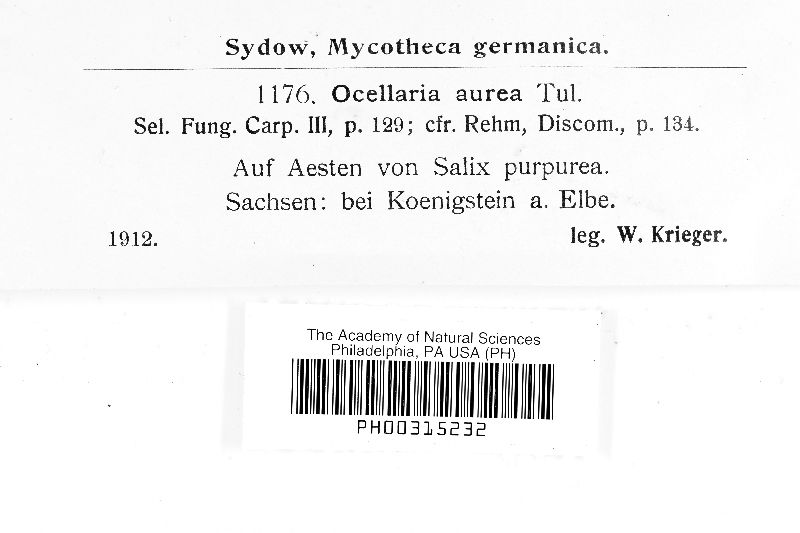 Sydow, Mycotheca germanica.
1176. Ocellaria aurea Tul.
Sel. Fung. Carp. III, p. 129; cfr. Rehm, Discom., p. 134.
Auf Aesten von Salix purpurea.
Sachsen: bei Koenigstein a. Elbe.
1912. leg. W. Krieger.
The Academy of Natural Sciences
Philadelphia, PA USA (PH)
PH00315232